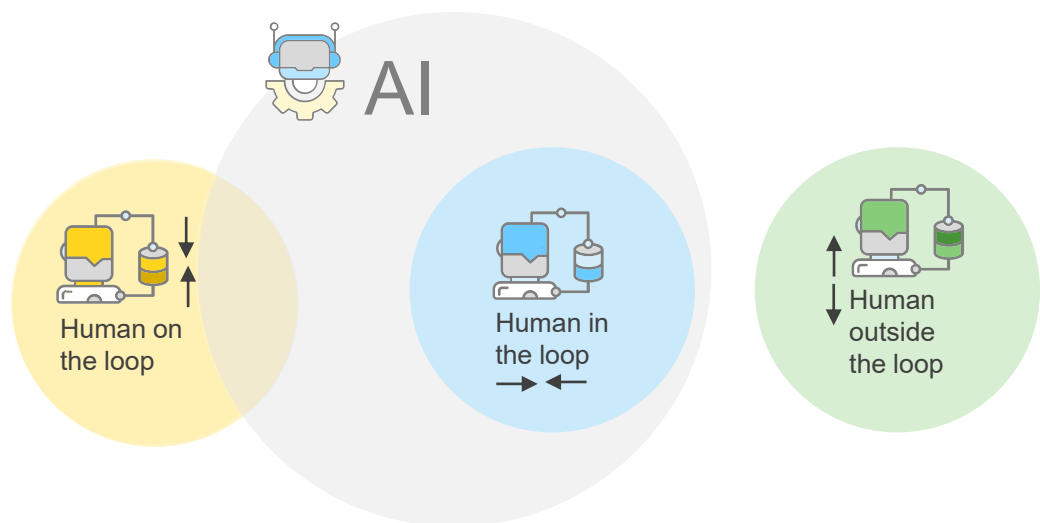 AI
Human on
the loop
Human in
the loop
Human
outside
the loop